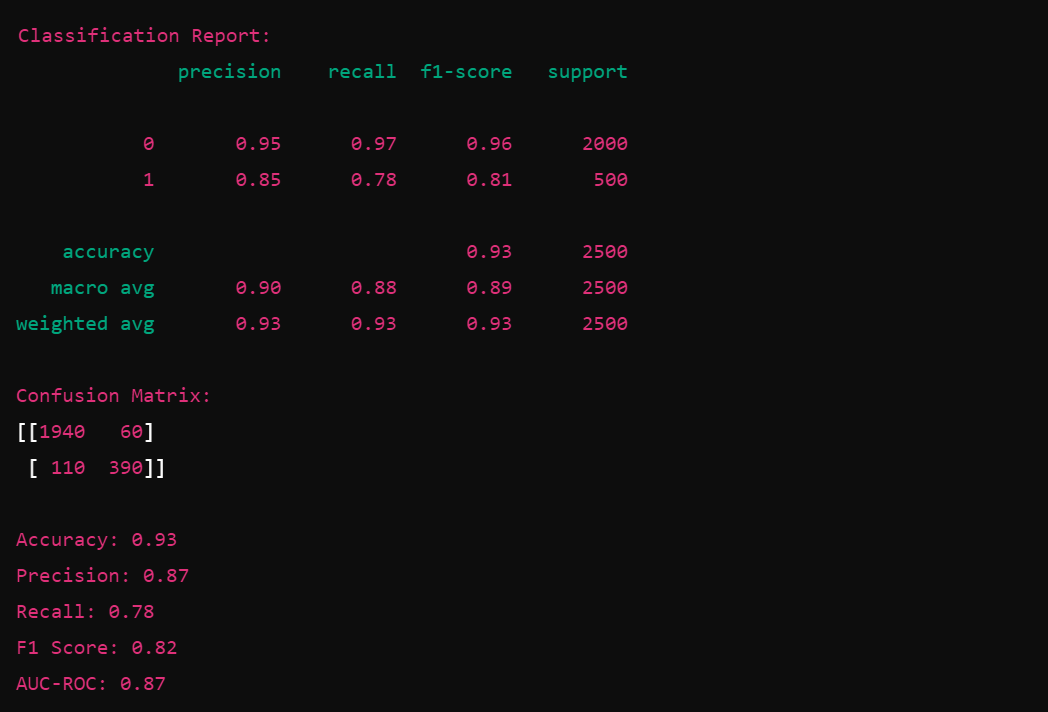 Classification Report:
precision recall f1-score support
0 0.95 0.97 0.96 2000
1 0.85 0.78 0.81 500
accuracy 0.93 2500
macro avg 0.90 0.88 0.89 2500
weighted avg 0.93 0.93 0.93 2500
Confusion Matrix:
[[1940 60]
[ 110 390]]
Accuracy: 0.93
Precision: 0.87
Recall: 0.78
F1 Score: 0.82
AUC-ROC: 0.87